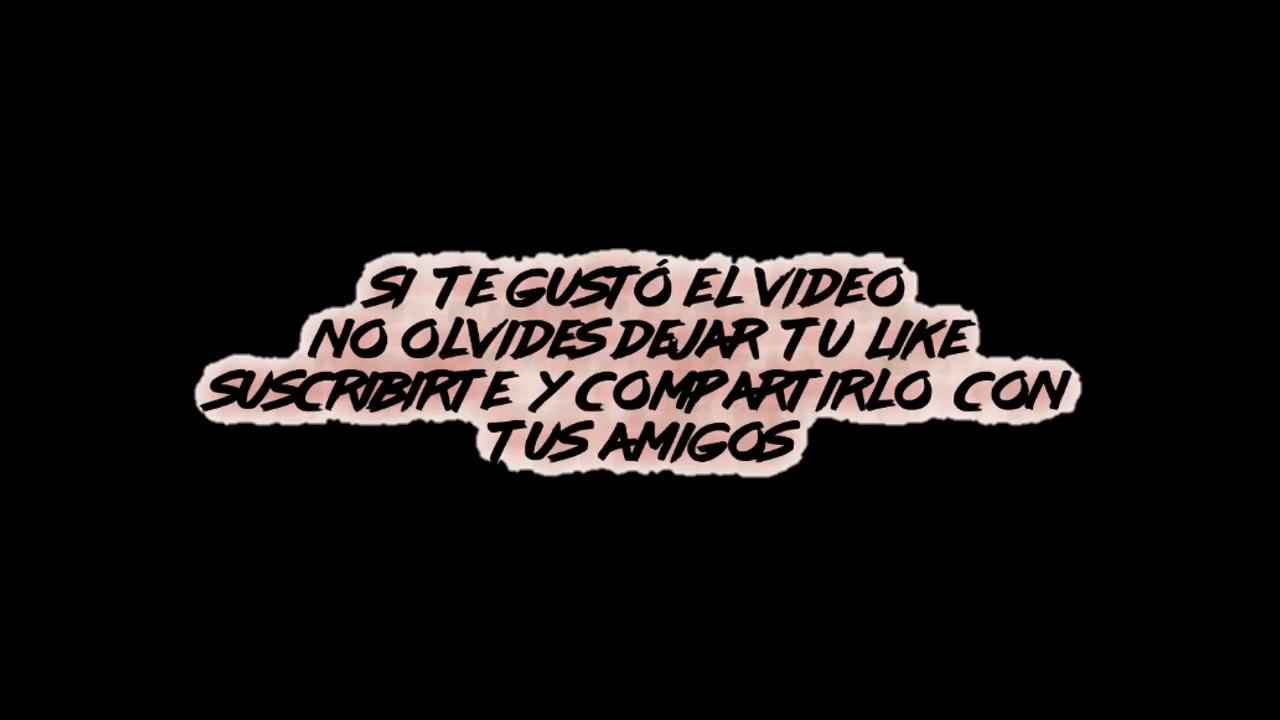 SI TE GUSTÓ EL VIDEO
NO OLVIDES DEJAR TU LIKE
SUSCRIBIRTE Y COMPARTIRLO CON
TUS AMIGOS